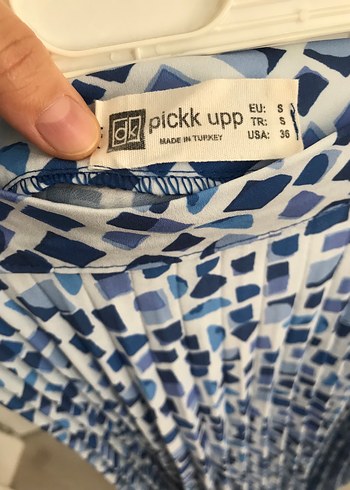 dk pickk upp
MADE IN TURKEY
EU: S
TR: S
USA: 36